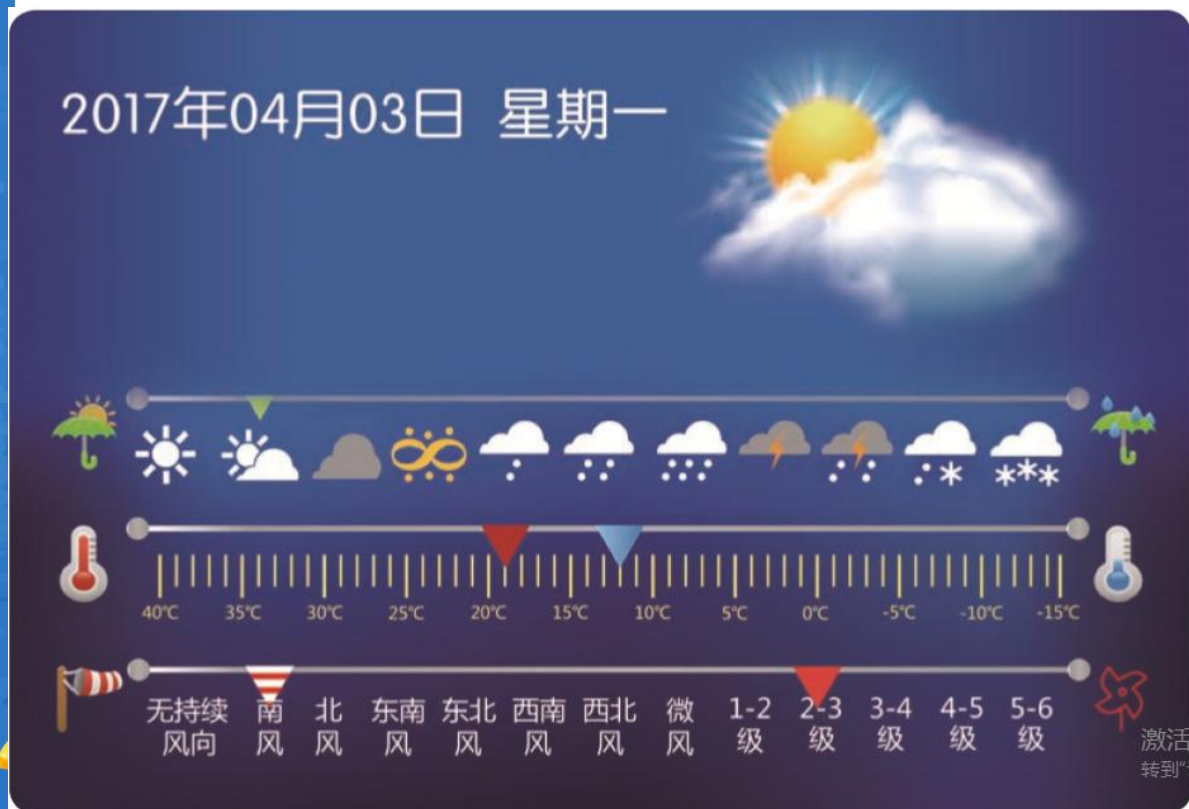 2017年04月03日 星期一
40℃ 35℃ 30℃ 25℃ 20℃ 15℃ 10℃ 5℃ 0℃ -5℃ -10℃ -15℃
无持续 南 北 东南 东北 西南 西北 微 1-2 2-3 3-4 4-5 5-6
风向 风 风 风 风 风 风 风 级 级 级 级 级
激活
转到"